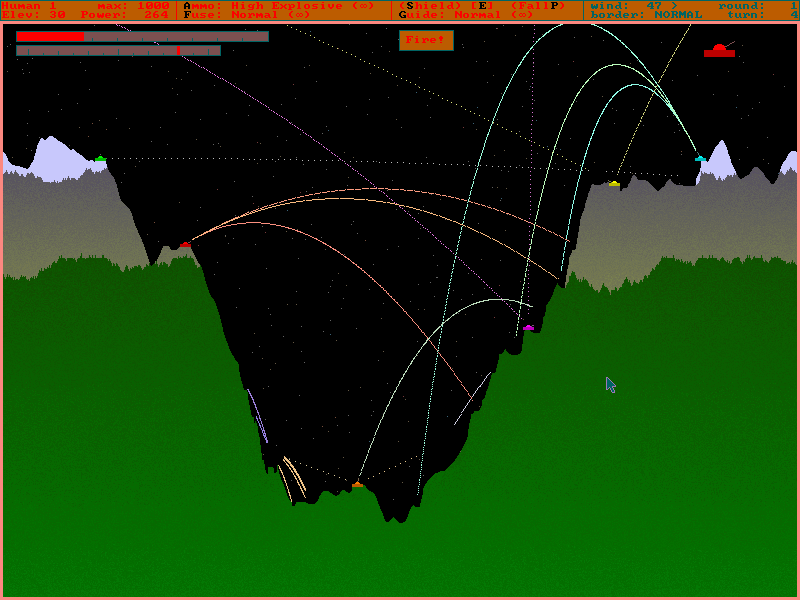 Human 1 max: 1000 Ammo: High Explosive (∞) (Shield) [E] (FallP) wind: 47 > round: 1
Elev: 30 Power: 264 Fuse: Normal (∞) Guide: Normal (∞) border: NORMAL turn: 4
Fire!